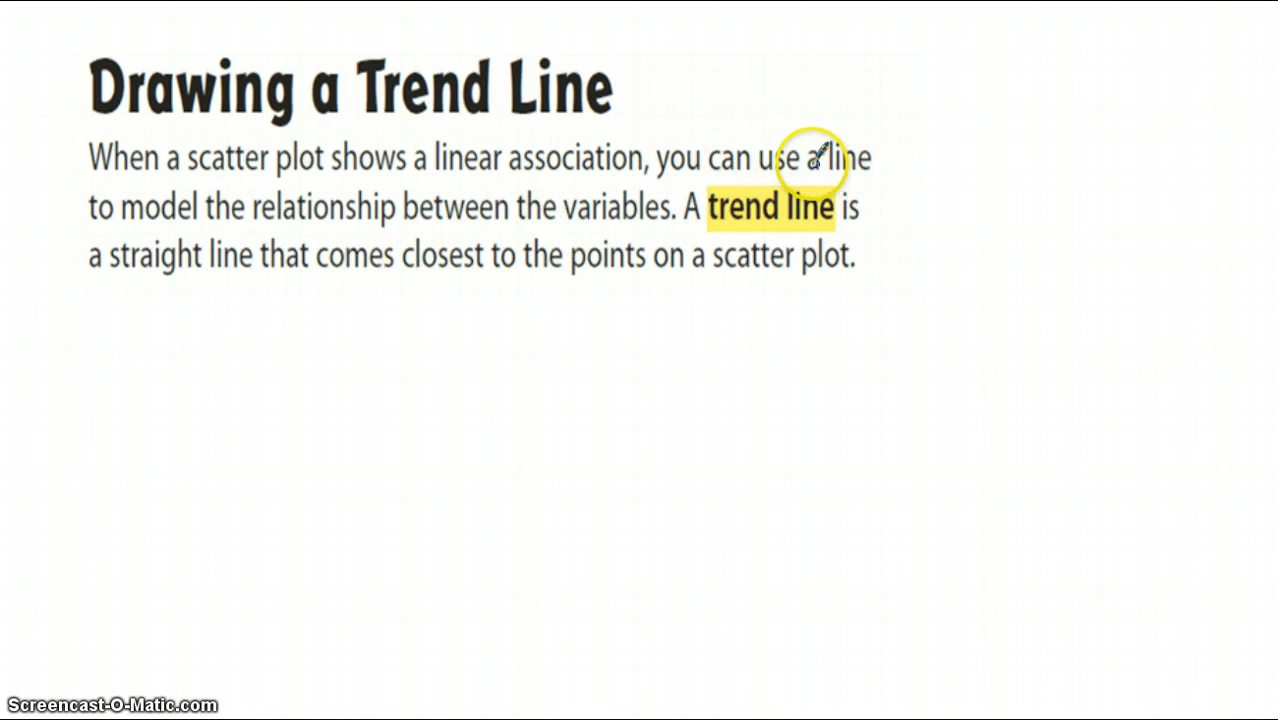 Drawing a Trend Line
When a scatter plot shows a linear association, you can use a line
to model the relationship between the variables. A trend line is
a straight line that comes closest to the points on a scatter plot.
Screencast-O-Matic.com